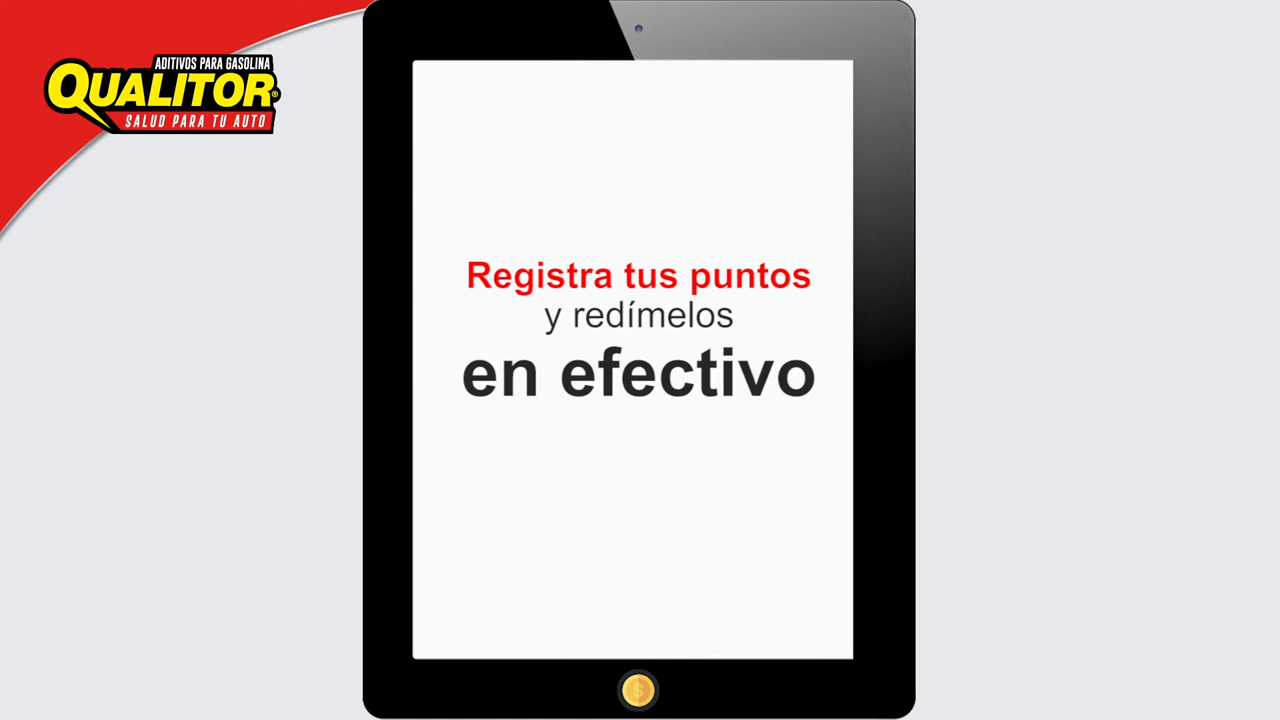 ADITIVOS PARA GASOLINA
QUALITOR®
SALUD PARA TU AUTO
Registra tus puntos
y redímelos
en efectivo
$